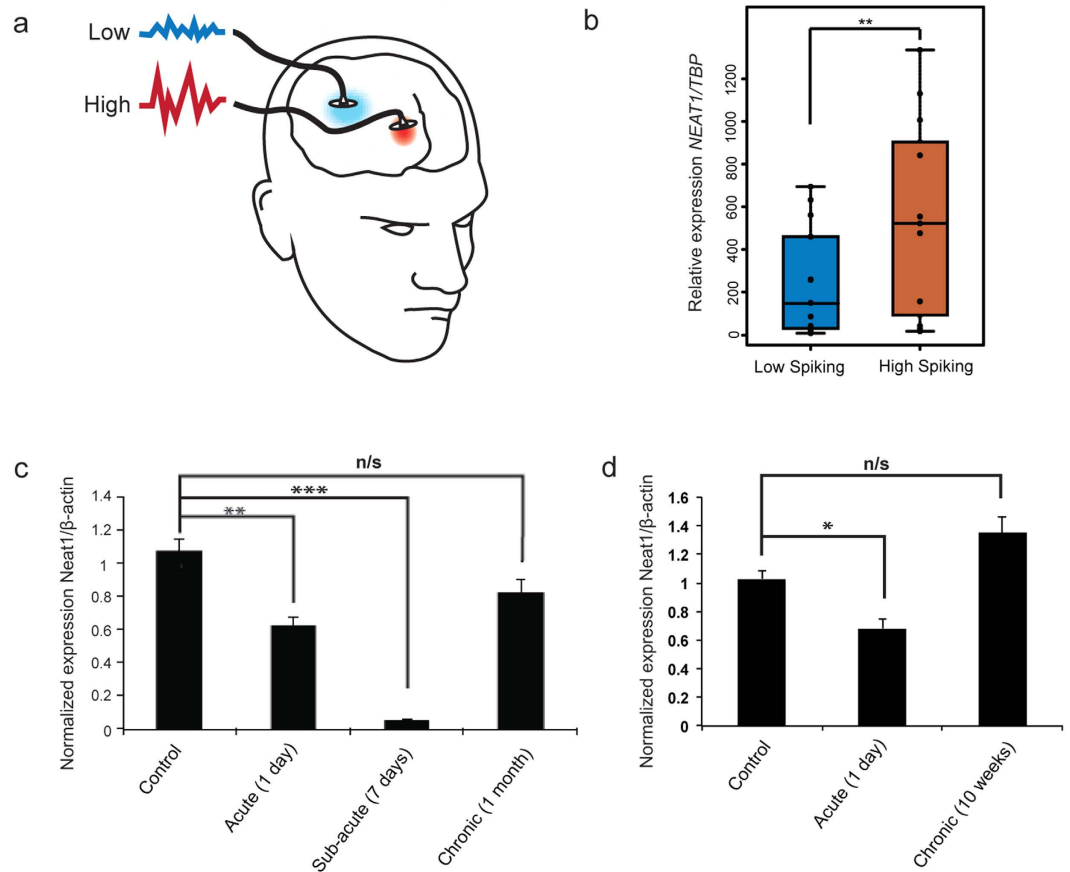 a
Low
High
b
**
Relative expression NEAT1/TBP
1200
1000
800
600
400
200
0
Low Spiking
High Spiking
c
n/s
***
**
Normalized expression Neat1/β-actin
1.4
1.2
1
0.8
0.6
0.4
0.2
0
Control
Acute (1 day)
Sub-acute (7 days)
Chronic (1 month)
d
n/s
*
Normalized expression Neat1/β-actin
1.6
1.4
1.2
1
0.8
0.6
0.4
0.2
0
Control
Acute (1 day)
Chronic (10 weeks)